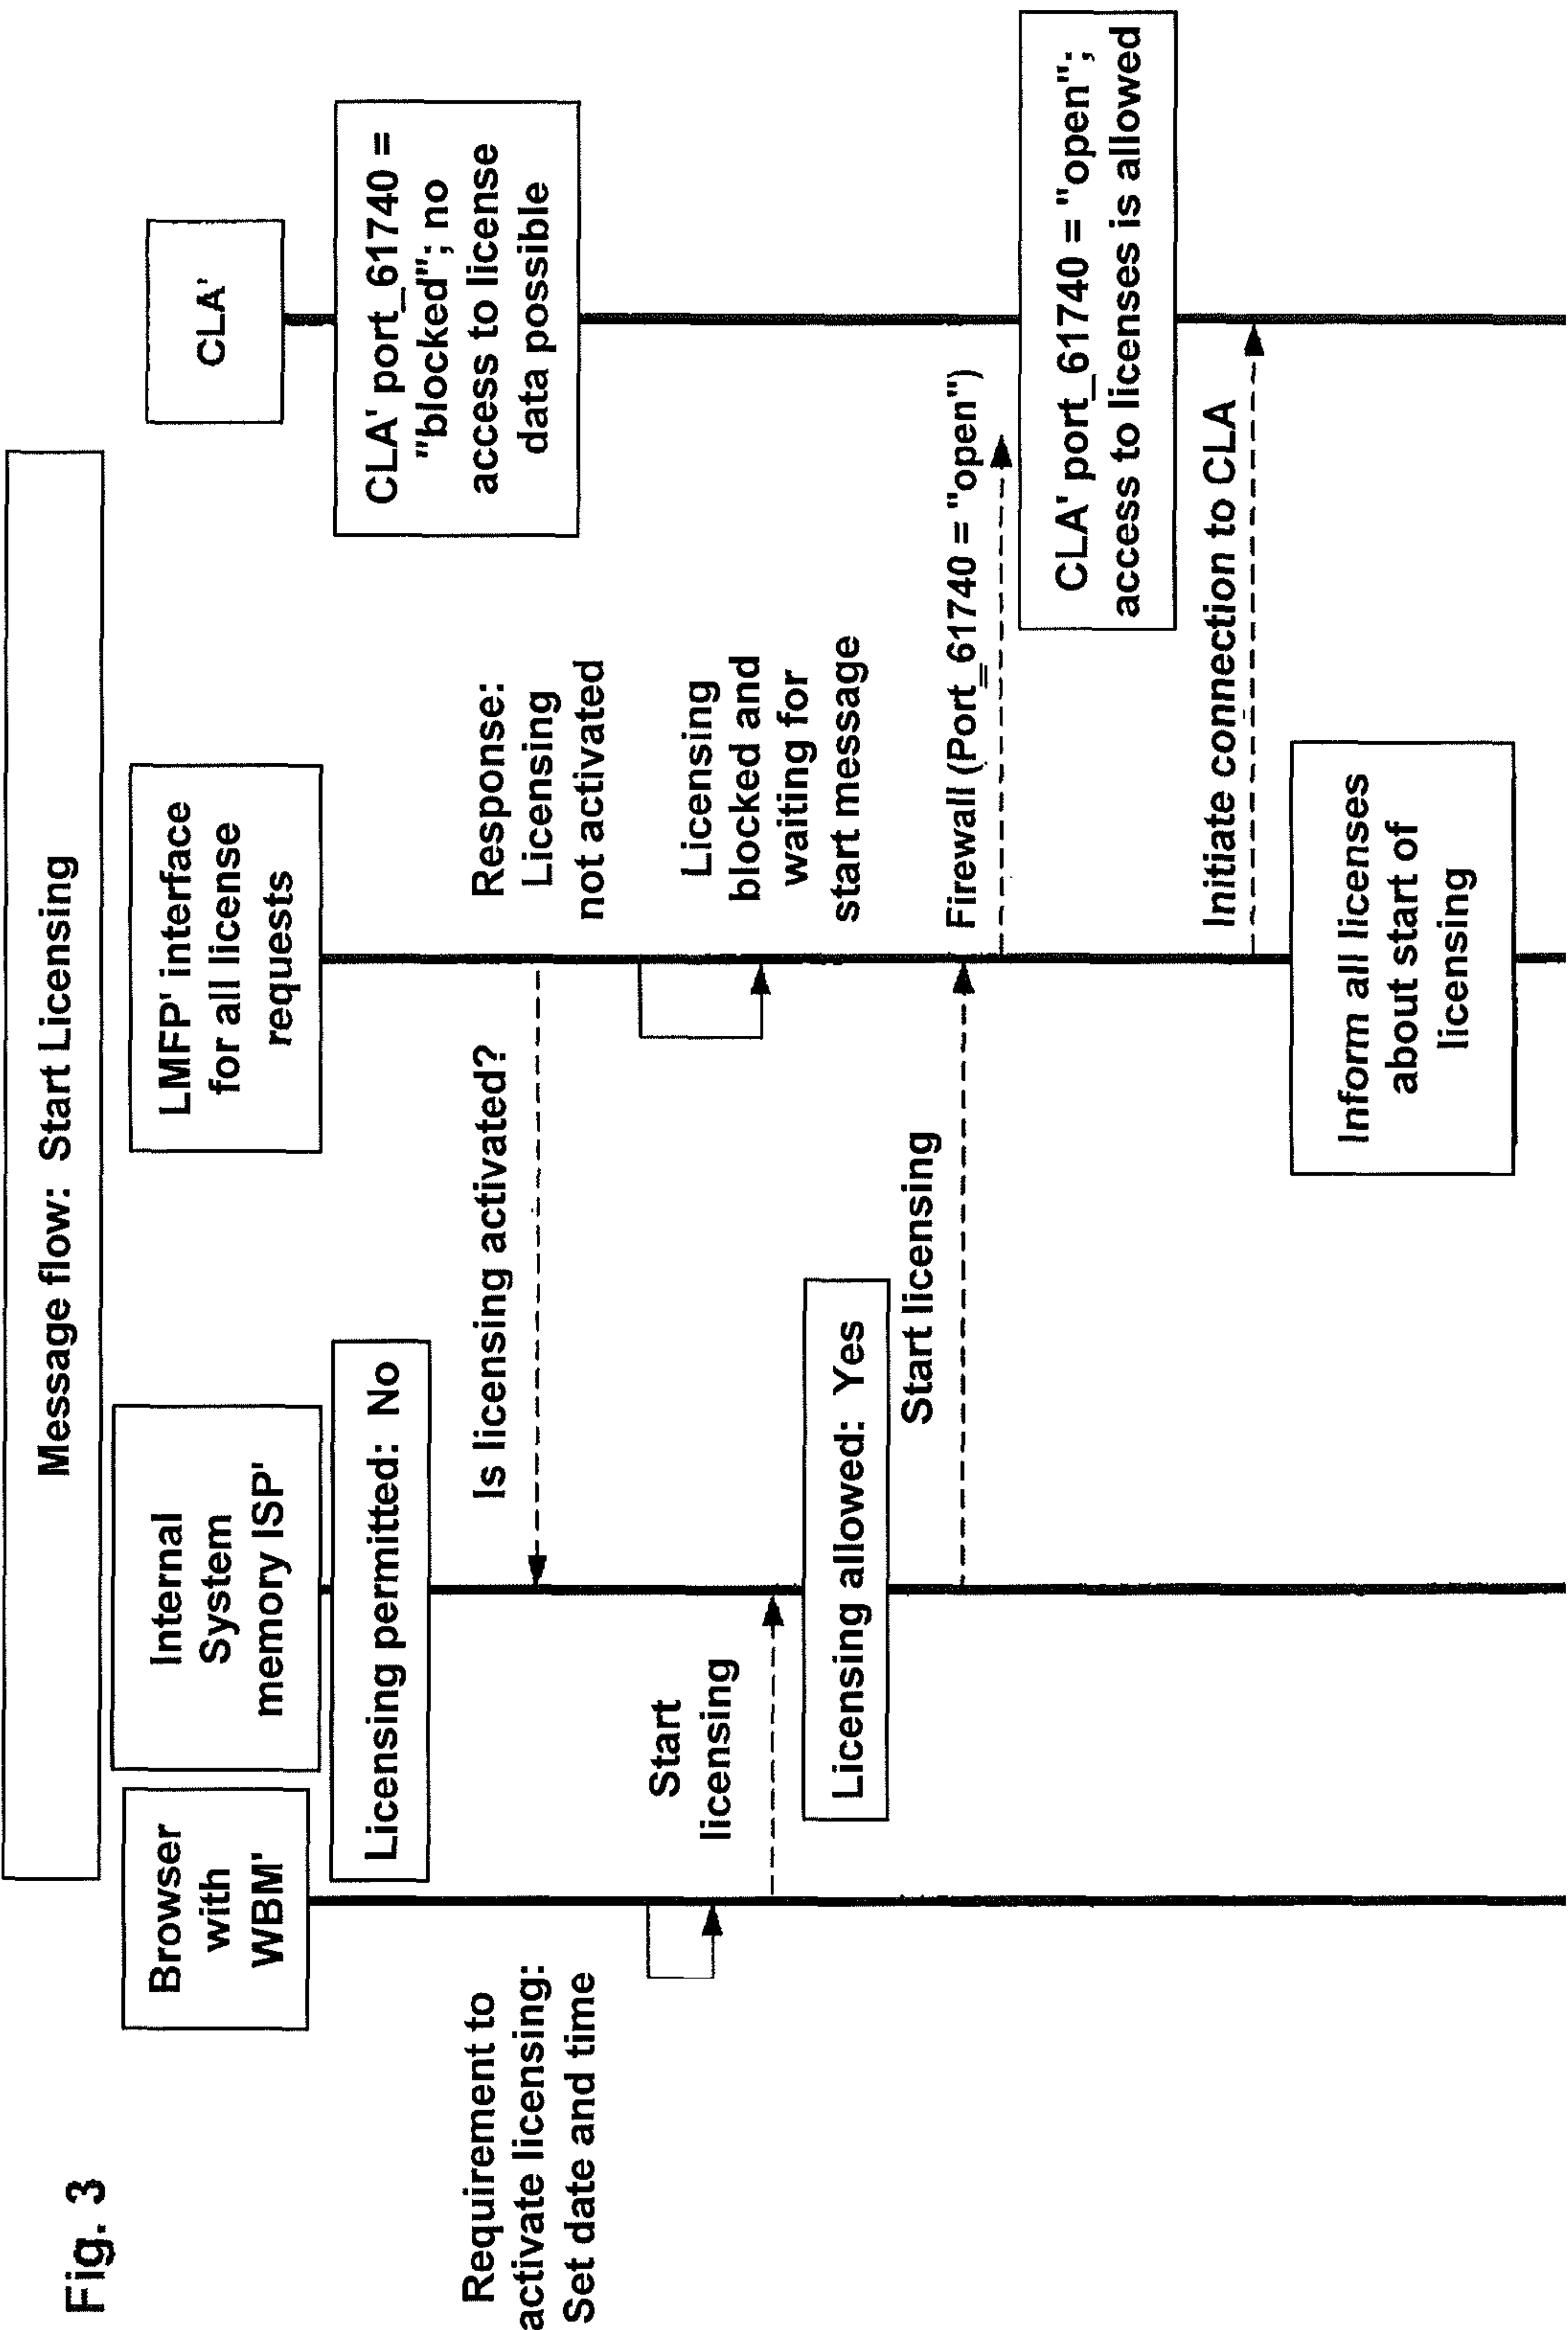 Fig. 3
Message flow: Start Licensing
Browser
with
WBM'
Internal
System
memory ISP'
LMFP' interface
for all license
requests
CLA'
Licensing permitted: No
CLA' port_61740 =
"blocked"; no
access to license
data possible
Requirement to
activate licensing:
Set date and time
Is licensing activated?
Response:
Licensing
not activated
Start
licensing
Licensing
blocked and
waiting for
start message
Licensing allowed: Yes
Start licensing
Firewall (Port_61740 = "open")
CLA' port_61740 = "open";
access to licenses is allowed
Initiate connection to CLA
Inform all licenses
about start of
licensing